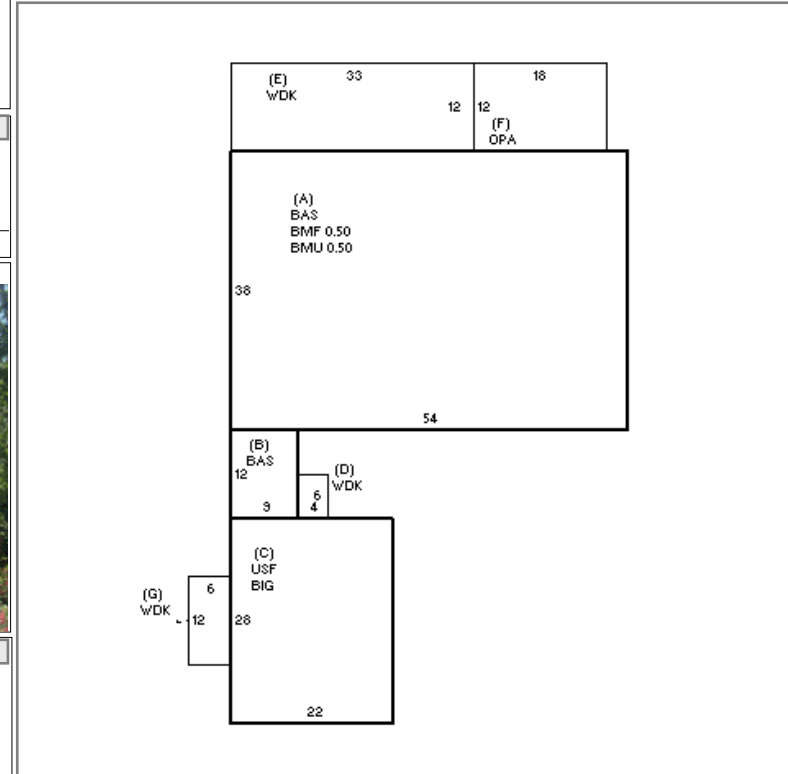 (E)
WDK
33
18
12
12
(F)
OPA
(A)
BAS
BMF 0.50
BMU 0.50
38
54
(B)
BAS
12
9
(D)
WDK
6
4
(C)
USF
BIG
(G)
WDK
6
12
28
22